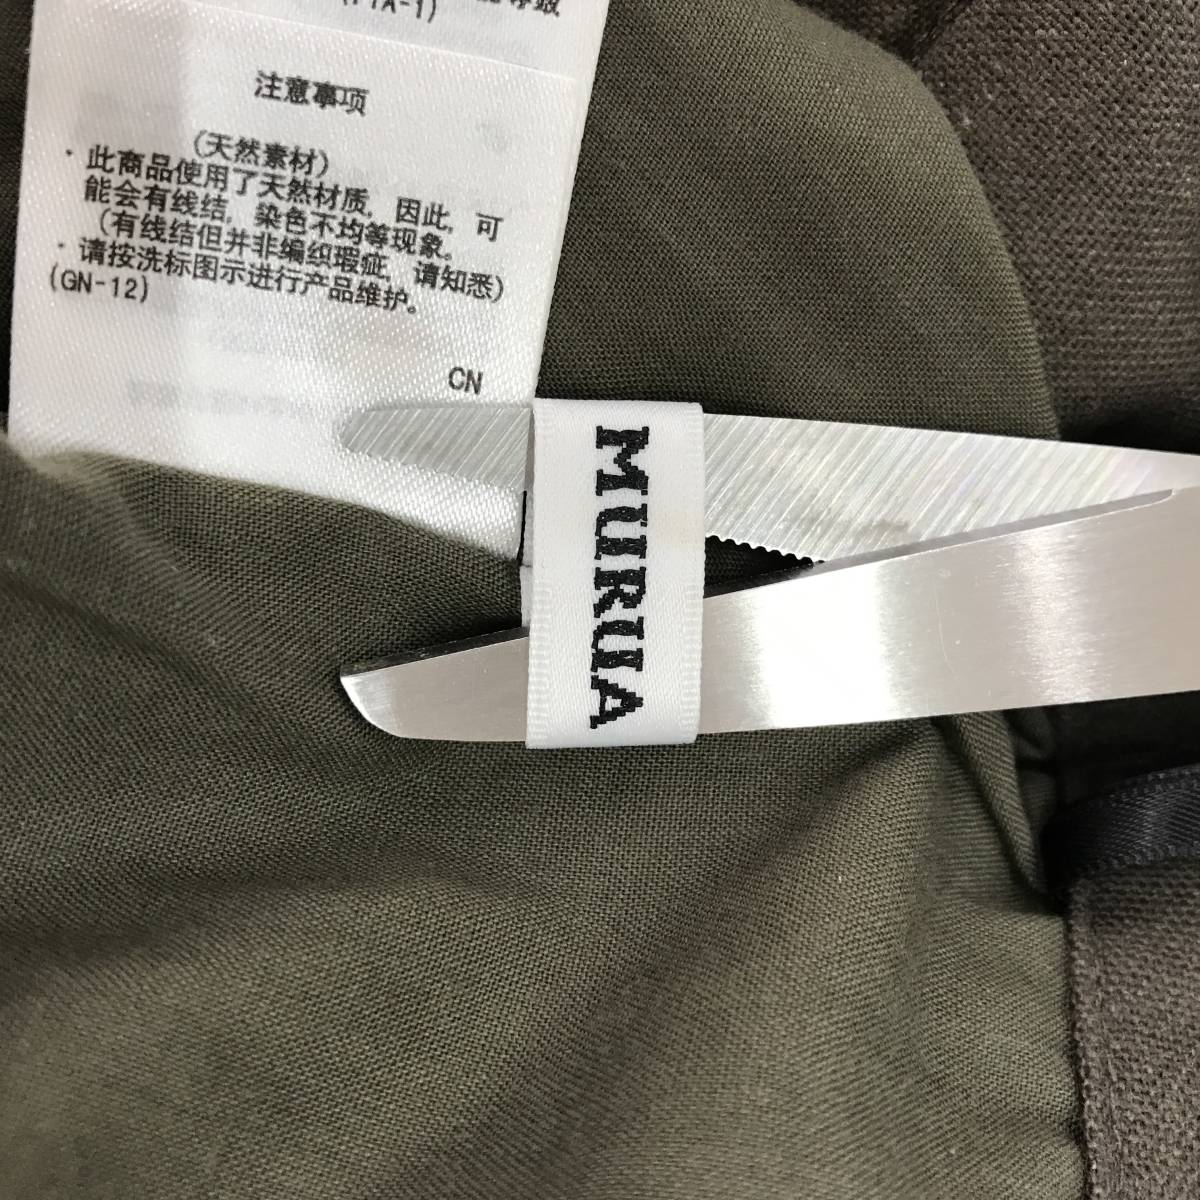 (PTA-1)
注意事项
(天然素材)
・此商品使用了天然材质, 因此, 可
能会有线结, 染色不均等现象。
(有线结但并非编织瑕疵, 请知悉)
・请按洗标图示进行产品维护。
(GN-12)
CN
MURUA